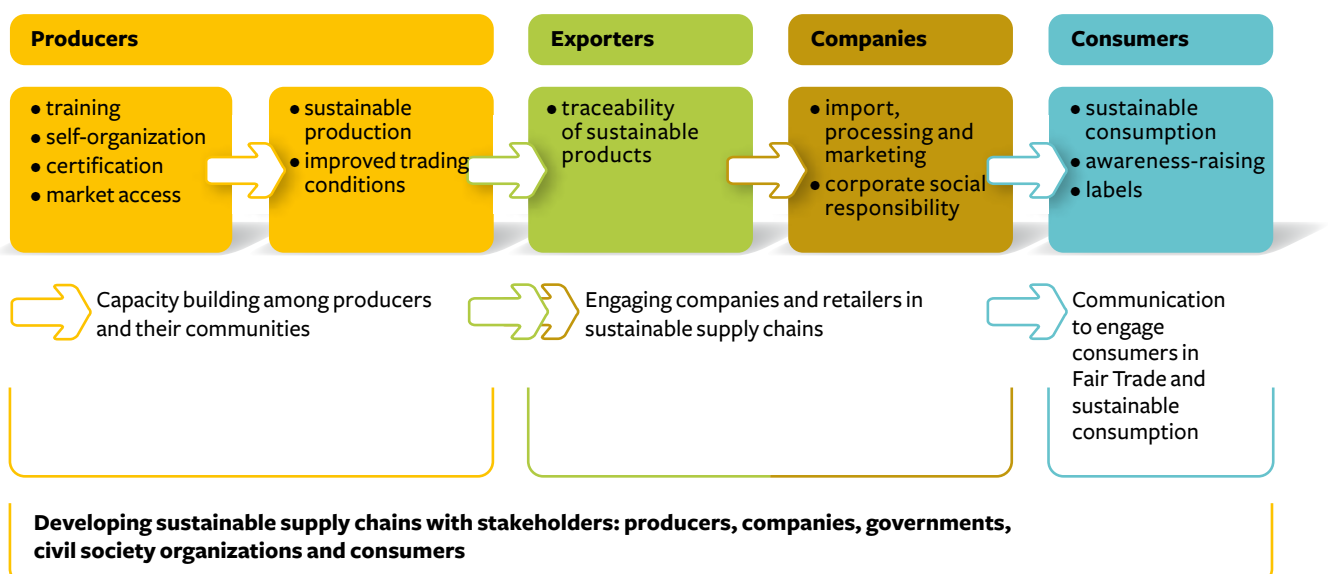 Producers
Exporters
Companies
Consumers
• training
• self-organization
• certification
• market access
• sustainable
production
• improved trading
conditions
• traceability
of sustainable
products
• import,
processing and
marketing
• corporate social
responsibility
• sustainable
consumption
• awareness-raising
• labels
Capacity building among producers
and their communities
Engaging companies and retailers in
sustainable supply chains
Communication
to engage
consumers in
Fair Trade and
sustainable
consumption
Developing sustainable supply chains with stakeholders: producers, companies, governments,
civil society organizations and consumers